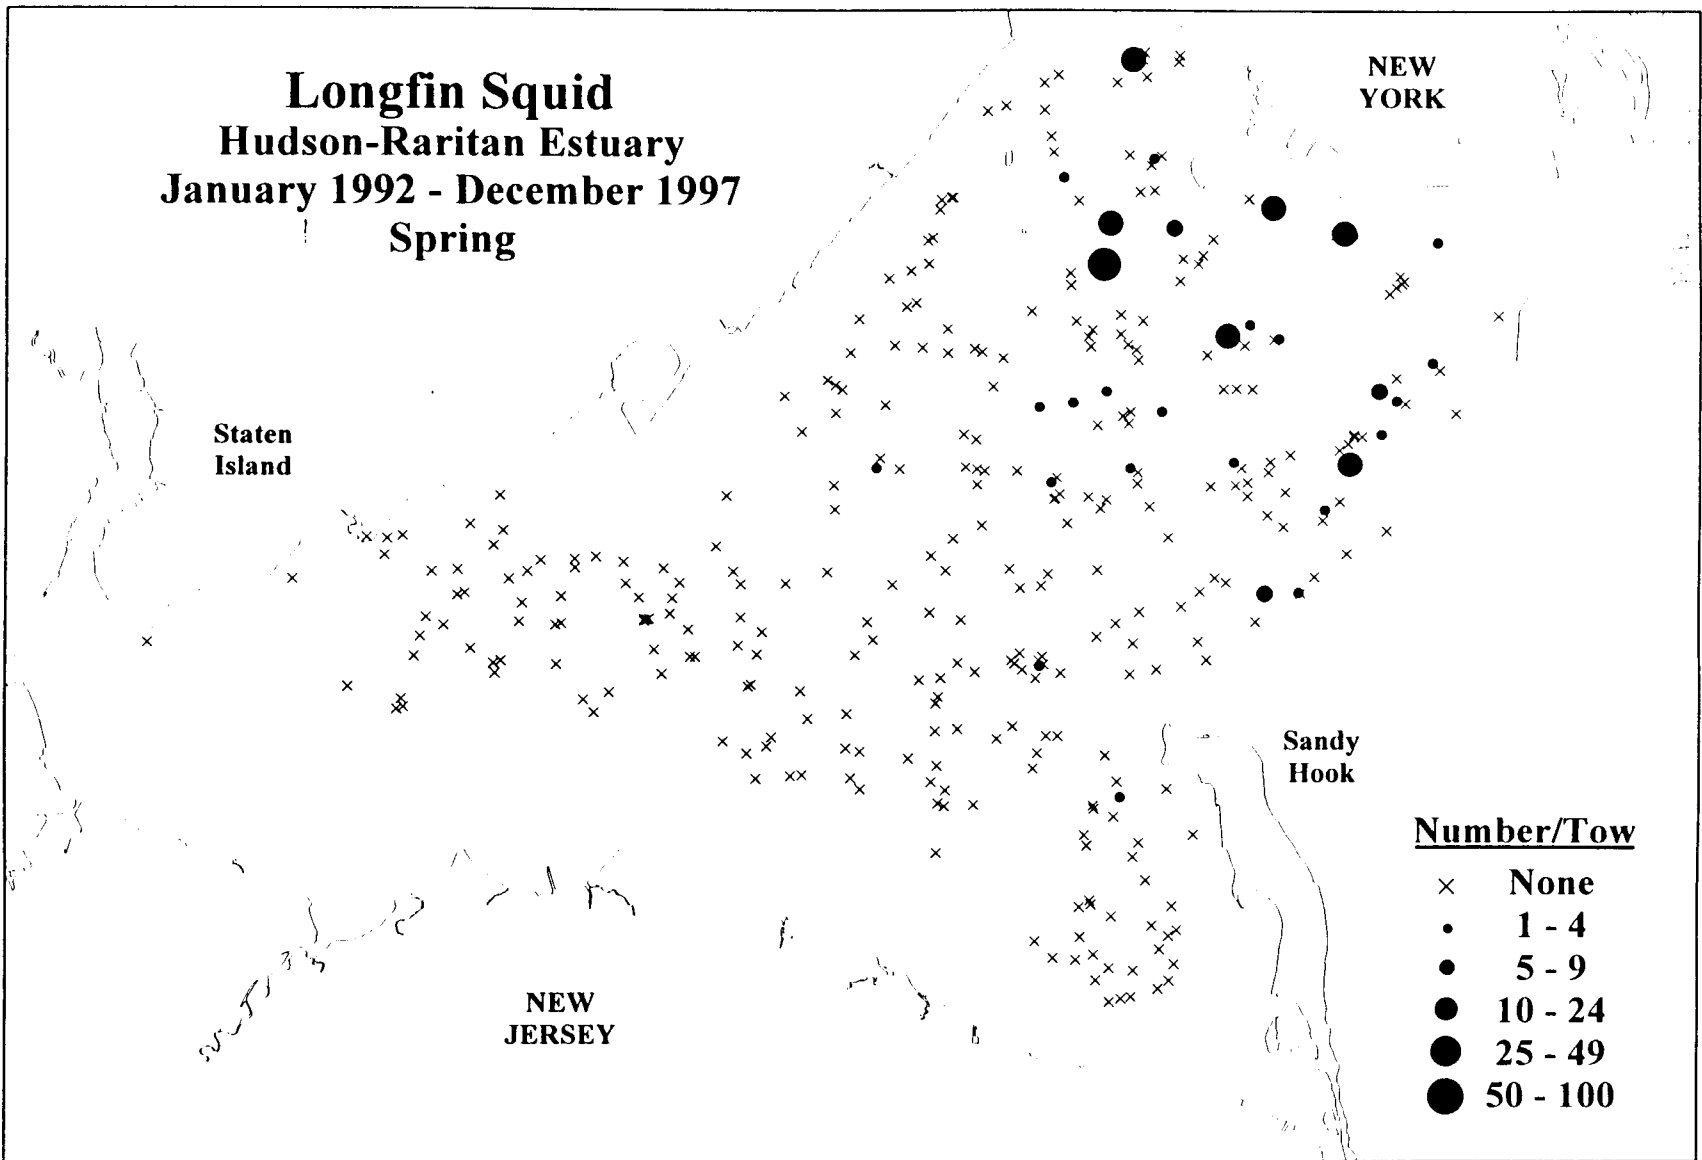 Longfin Squid
Hudson-Raritan Estuary
January 1992 - December 1997
Spring
NEW
YORK
Staten
Island
Sandy
Hook
NEW
JERSEY
Number/Tow
None
1 - 4
5 - 9
10 - 24
25 - 49
50 - 100